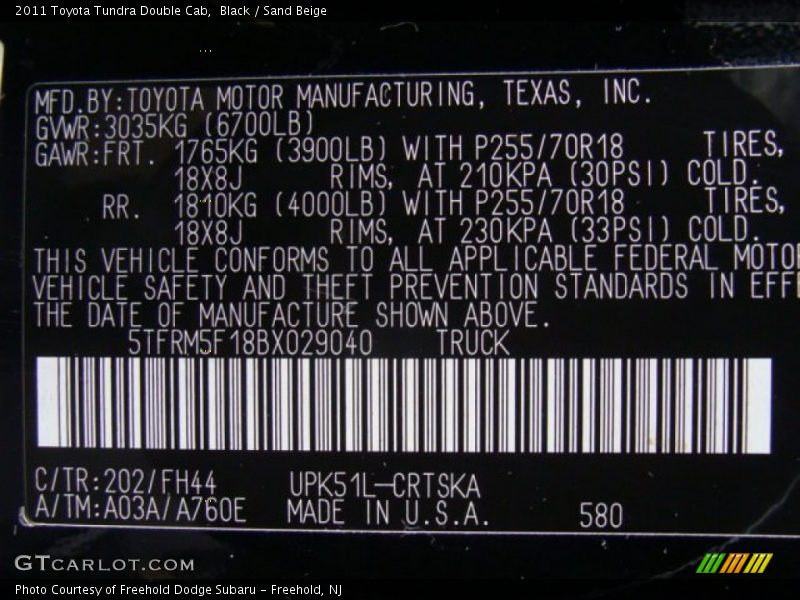 2011 Toyota Tundra Double Cab,  Black / Sand Beige
MFD.BY:TOYOTA MOTOR MANUFACTURING, TEXAS, INC.
GVWR:3035KG (6700LB)
GAWR:FRT. 1765KG (3900LB) WITH P255/70R18 TIRES,
18X8J RIMS, AT 210KPA (30PSI) COLD.
RR. 1810KG (4000LB) WITH P255/70R18 TIRES,
18X8J RIMS, AT 230KPA (33PSI) COLD.
THIS VEHICLE CONFORMS TO ALL APPLICABLE FEDERAL MOTO
VEHICLE SAFETY AND THEFT PREVENTION STANDARDS IN EFF
THE DATE OF MANUFACTURE SHOWN ABOVE.
5TFRM5F18BX029040 TRUCK
C/TR:202/FH44 UPK51L-CRTSKA
A/TM:A03A/A760E MADE IN U.S.A. 580
GTCARLOT.COM
Photo Courtesy of Freehold Dodge Subaru - Freehold, NJ